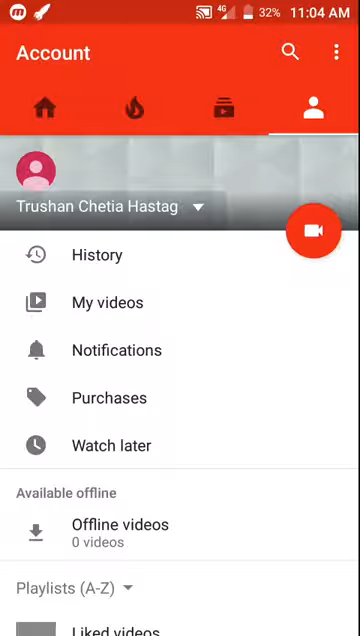 4G 32% 11:04 AM
Account
Trushan Chetia Hastag
History
My videos
Notifications
Purchases
Watch later
Available offline
Offline videos
0 videos
Playlists (A-Z)
Liked videos